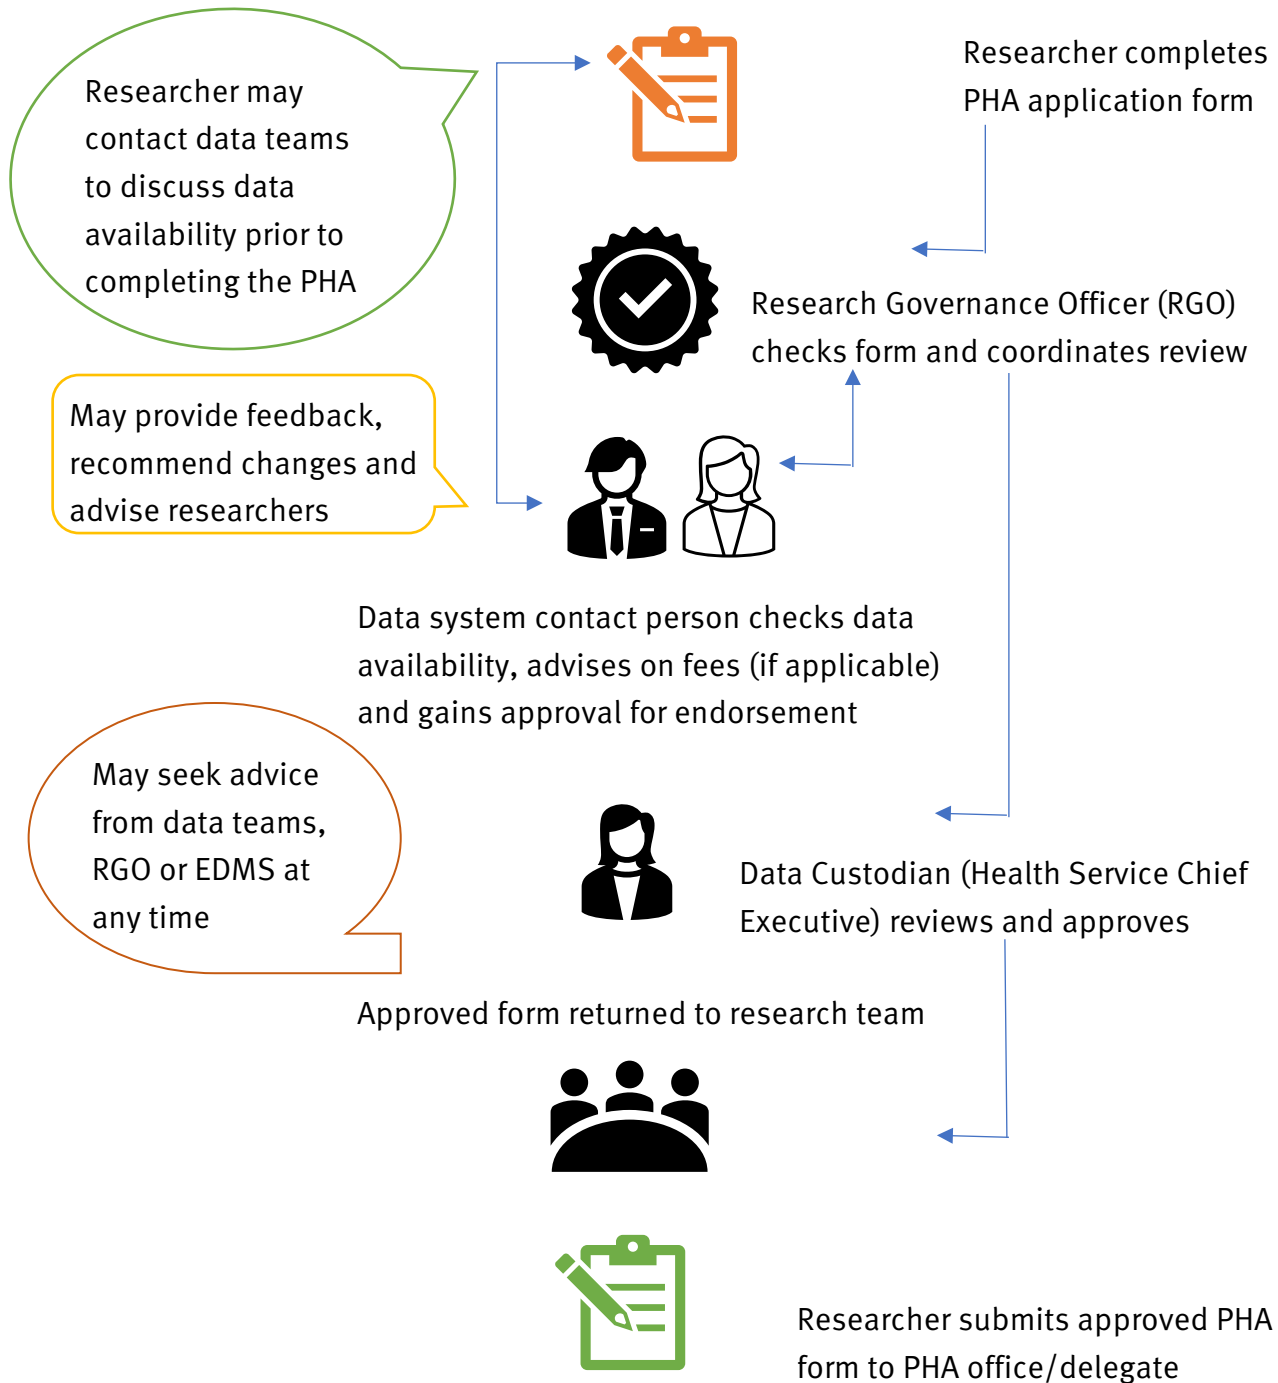 Researcher may
contact data teams
to discuss data
availability prior to
completing the PHA
Researcher completes
PHA application form
Research Governance Officer (RGO)
checks form and coordinates review
May provide feedback,
recommend changes and
advise researchers
Data system contact person checks data
availability, advises on fees (if applicable)
and gains approval for endorsement
May seek advice
from data teams,
RGO or EDMS at
any time
Data Custodian (Health Service Chief
Executive) reviews and approves
Approved form returned to research team
Researcher submits approved PHA
form to PHA office/delegate